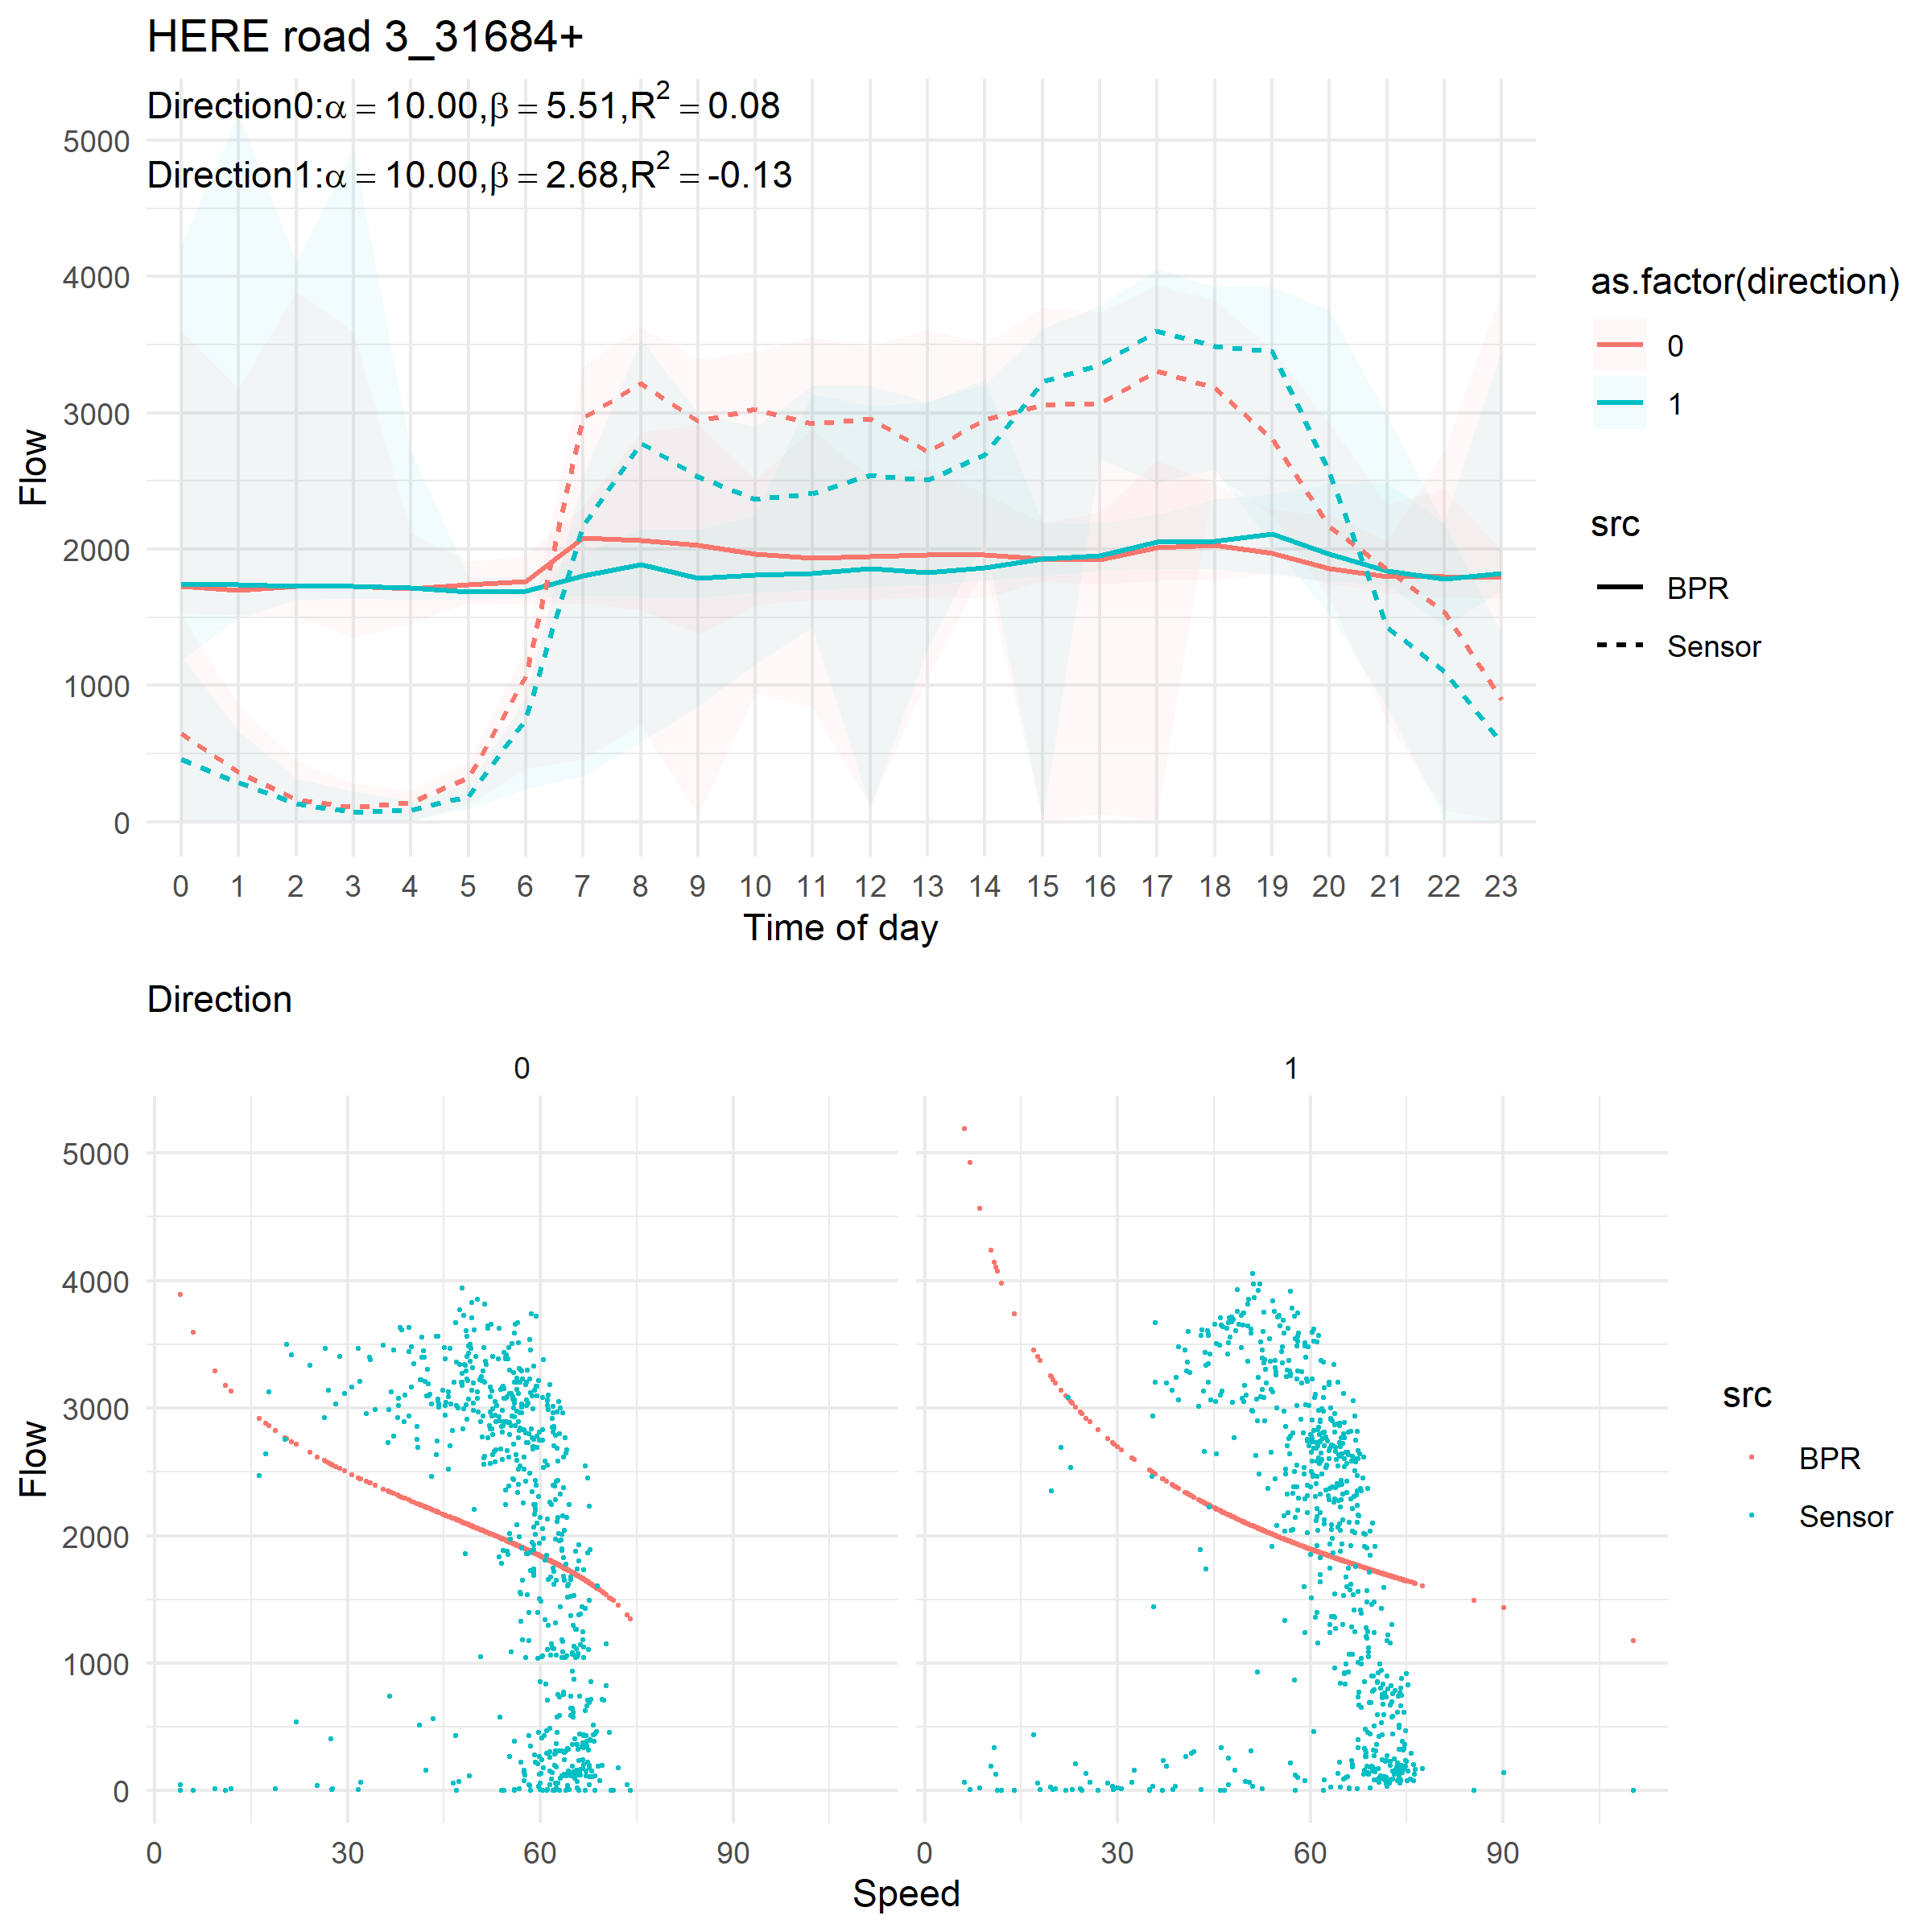 HERE road 3_31684+
Direction0:α = 10.00,β = 5.51,R² = 0.08
Direction1:α = 10.00,β = 2.68,R² = -0.13
5000
4000
3000
2000
1000
0
Flow
0 1 2 3 4 5 6 7 8 9 10 11 12 13 14 15 16 17 18 19 20 21 22 23
Time of day
as.factor(direction)
0
1
src
BPR
Sensor
Direction
0 1
5000
4000
3000
2000
1000
0
Flow
0 30 60 90 0 30 60 90
Speed
src
BPR
Sensor